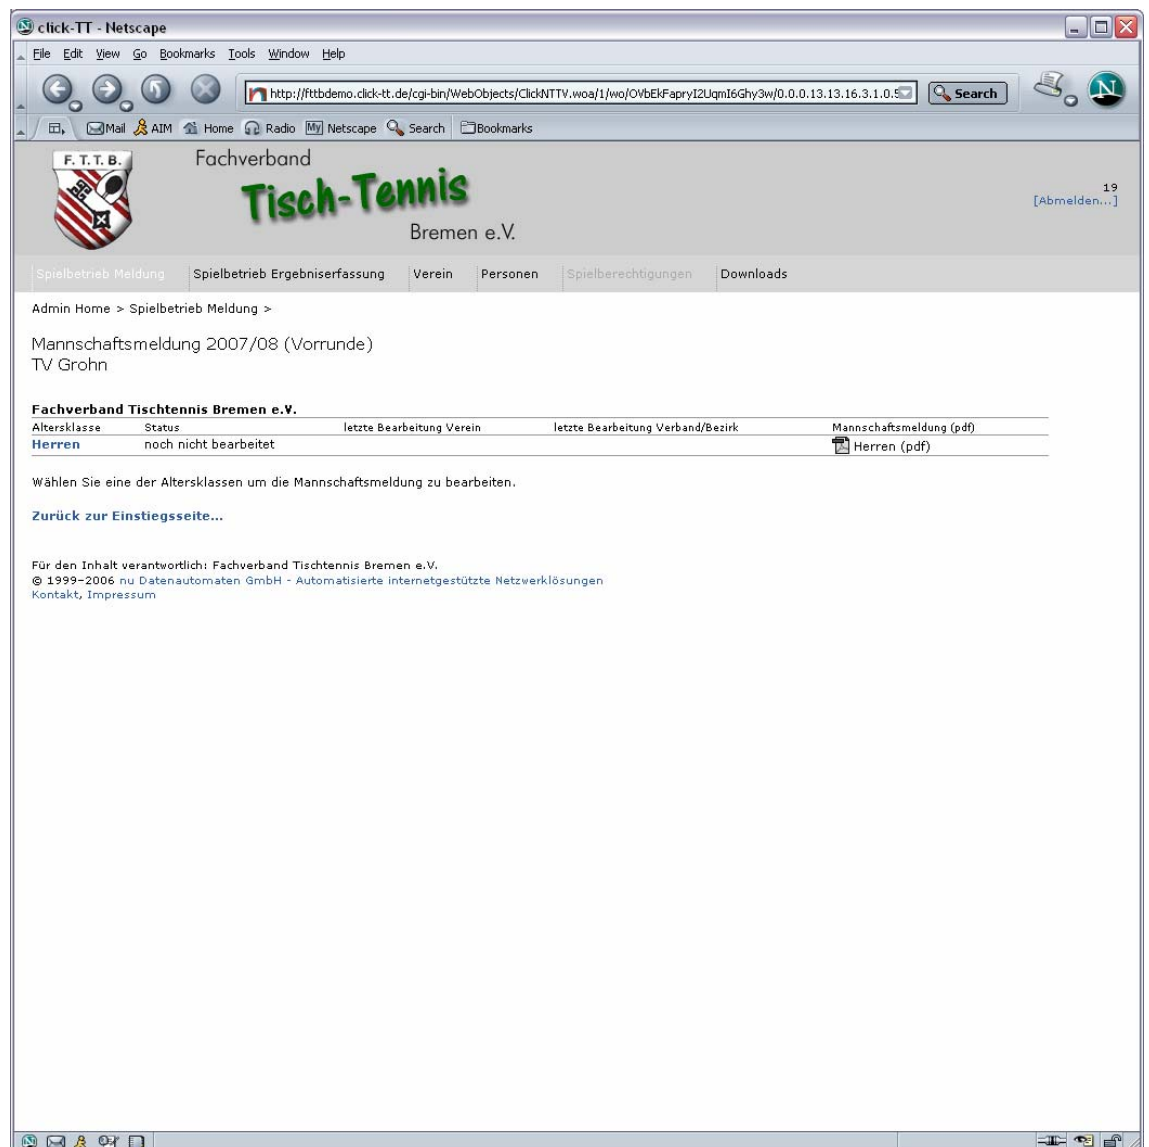 click-TT - Netscape
File Edit View Go Bookmarks Tools Window Help
http://fttbdemo.click-tt.de/cgi-bin/WebObjects/ClickNTTV.woa/1/wo/OVbEkFapryI2UqmI6Ghy3w/0.0.0.13.13.16.3.1.0.5 Search N
Mail AIM Home Radio My Netscape Search Bookmarks
F. T. T. B.
Fachverband
Tisch-Tennis
Bremen e.V.
19
[Abmelden...]
Spielbetrieb Meldung Spielbetrieb Ergebniserfassung Verein Personen Spielberechtigungen Downloads
Admin Home > Spielbetrieb Meldung >
Mannschaftsmeldung 2007/08 (Vorrunde)
TV Grohn
Fachverband Tischtennis Bremen e.V.
Altersklasse Status letzte Bearbeitung Verein letzte Bearbeitung Verband/Bezirk Mannschaftsmeldung (pdf)
Herren noch nicht bearbeitet Herren (pdf)
Wählen Sie eine der Altersklassen um die Mannschaftsmeldung zu bearbeiten.
Zurück zur Einstiegsseite...
Für den Inhalt verantwortlich: Fachverband Tischtennis Bremen e.V.
© 1999-2006 nu Datenautomaten GmbH - Automatisierte internetgestützte Netzwerklösungen
Kontakt, Impressum